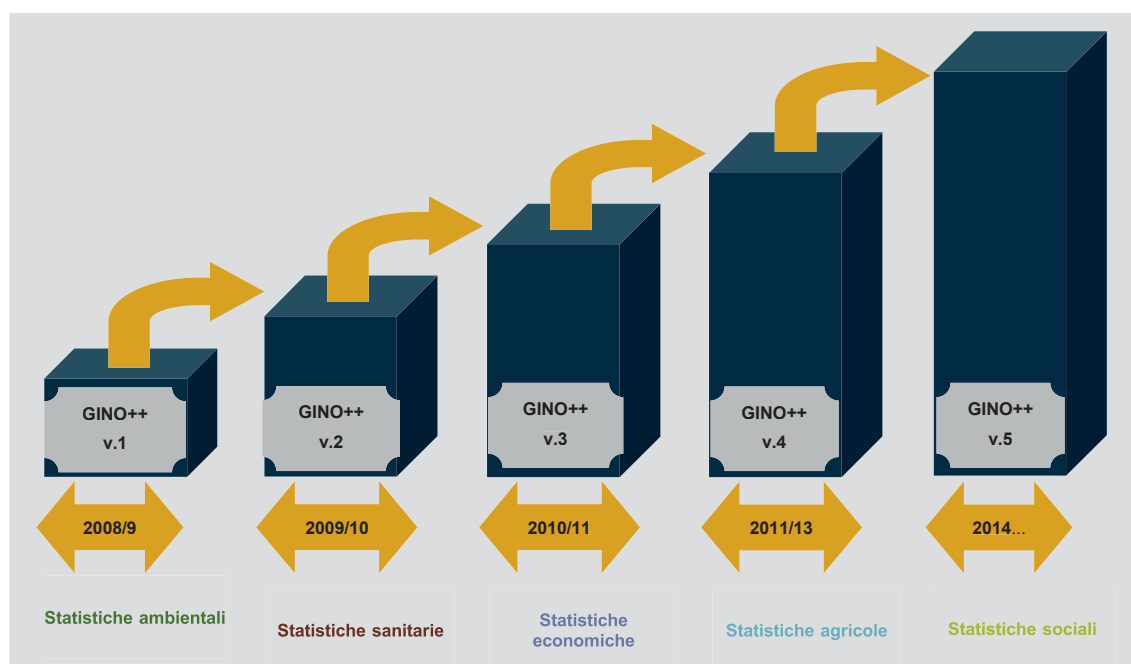 GINO++
v.1
GINO++
v.2
GINO++
v.3
GINO++
v.4
GINO++
v.5
2008/9
2009/10
2010/11
2011/13
2014...
Statistiche ambientali
Statistiche sanitarie
Statistiche
economiche
Statistiche agricole
Statistiche sociali